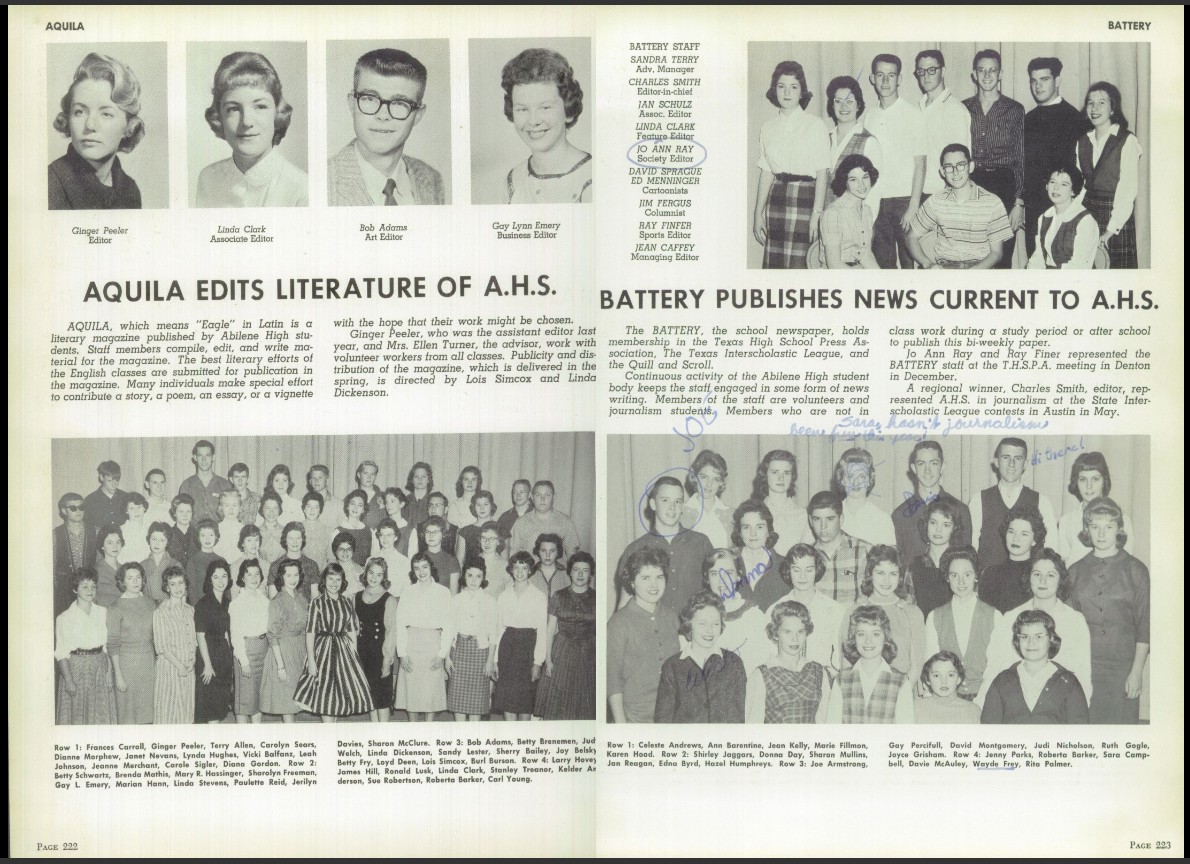 AQUILA
Ginger Peeler
Editor
Linda Clark
Associate Editor
Bob Adams
Art Editor
Gay Lynn Emery
Business Editor
AQUILA EDITS LITERATURE OF A.H.S.
AQUILA, which means "Eagle" in Latin is a
literary magazine published by Abilene High stu-
dents. Staff members compile, edit, and write ma-
terial for the magazine. The best literary efforts of
the English classes are submitted for publication in
the magazine. Many individuals make special effort
to contribute a story, a poem, an essay, or a vignette
with the hope that their work might be chosen.
Ginger Peeler, who was the assistant editor last
year, and Mrs. Ellen Turner, the advisor, work with
volunteer workers from all classes. Publicity and dis-
tribution of the magazine, which is delivered in the
spring, is directed by Lois Simcox and Linda
Dickenson.
Row 1: Frances Carroll, Ginger Peeler, Terry Allen, Carolyn Sears,
Dianne Morphew, Janet Nevans, Lynda Hughes, Vicki Balfanz, Leah
Johnson, Jeanne Merchant, Carole Sigler, Diana Gordon. Row 2:
Betty Schwartz, Brenda Mathis, Mary R. Hassinger, Sharolyn Freeman,
Gay L. Emery, Marian Hann, Linda Stevens, Paulette Reid, Jerilyn
Davies, Sharon McClure. Row 3: Bob Adams, Betty Brenemen, Jud
Welch, Linda Dickenson, Sandy Lester, Sherry Bailey, Jay Belsky
Betty Fry, Loyd Deen, Lois Simcox, Burl Burson. Row 4: Larry Hovey
James Hill, Ronald Lusk, Linda Clark, Stanley Treanor, Kelder An
derson, Sue Robertson, Roberta Barker, Carl Young.
PAGE 222
BATTERY
BATTERY STAFF
SANDRA TERRY
Adv. Manager
CHARLES SMITH
Editor-in-chief
JAN SCHULZ
Assoc. Editor
LINDA CLARK
Feature Editor
JO ANN RAY
Society Editor
DAVID SPRAGUE
ED MENNINGER
Cartoonists
JIM FERGUS
Columnist
RAY FINFER
Sports Editor
JEAN CAFFEY
Managing Editor
BATTERY PUBLISHES NEWS CURRENT TO A.H.S.
The BATTERY, the school newspaper, holds
membership in the Texas High School Press As-
sociation, The Texas Interscholastic League, and
the Quill and Scroll.
Continuous activity of the Abilene High student
body keeps the staff engaged in some form of news
writing. Members of the staff are volunteers and
journalism students. Members who are not in
class work during a study period or after school
to publish this bi-weekly paper.
Jo Ann Ray and Ray Finer represented the
BATTERY staff at the T.H.S.P.A. meeting in Denton
in December.
A regional winner, Charles Smith, editor, rep-
resented A.H.S. in journalism at the State Inter-
scholastic League contests in Austin in May.
JOE
Sara, hasn't journalism
been fun this year!
Donna
Row 1: Celeste Andrews, Ann Barentine, Jean Kelly, Marie Fillmon,
Karen Hood. Row 2: Shirley Jaggars, Donna Day, Sharon Mullins,
Jan Reagan, Edna Byrd, Hazel Humphreys. Row 3: Joe Armstrong,
Gay Percifull, David Montgomery, Judi Nicholson, Ruth Gogle,
Joyce Grisham. Row 4: Jenny Parks, Roberta Barker, Sara Camp-
bell, Davie McAuley, Wayde Frey, Rita Palmer.
PAGE 223